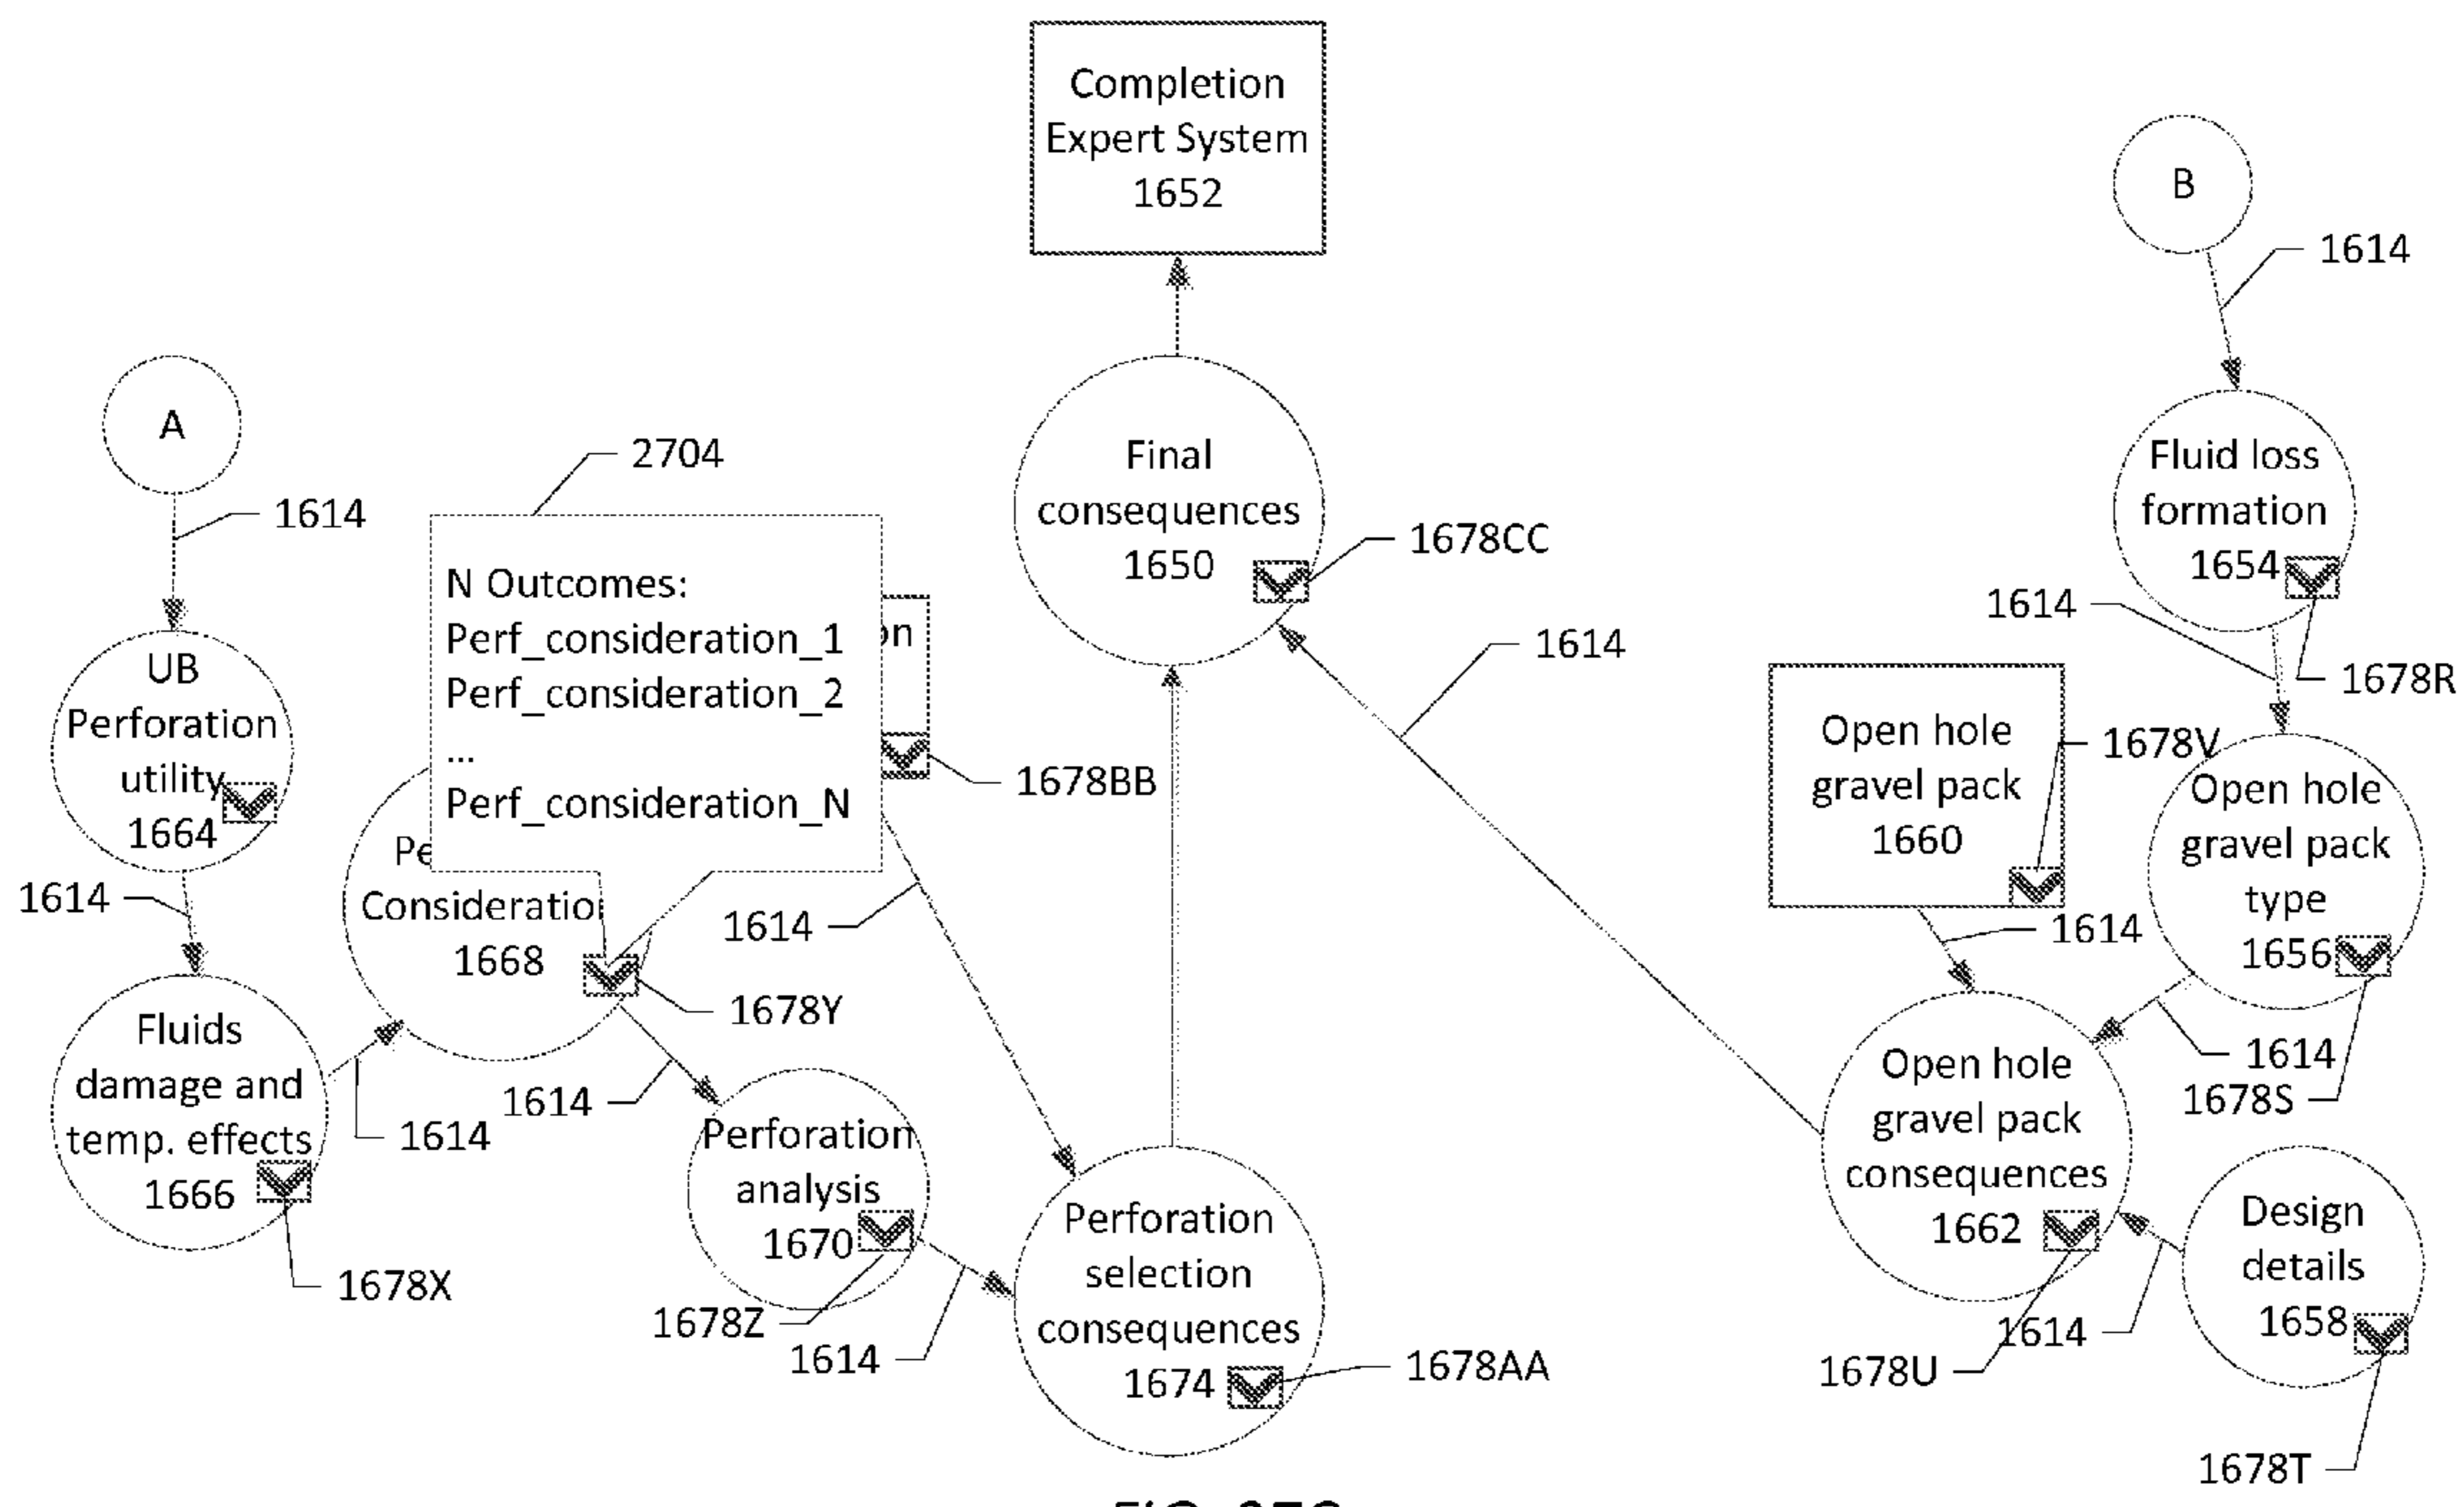 Completion
Expert System
1652
B
1614
A
1614
2704
N Outcomes:
Perf_consideration_1
Perf_consideration_2
...
Perf_consideration_N
on
1678BB
Final
consequences
1650
1678CC
1614
Fluid loss
formation
1654
1614
1678R
UB
Perforation
utility
1664
1614
Open hole
gravel pack
1660
1678V
Open hole
gravel pack
type
1656
1614
1614
1678S
Pe
Consideratio
1668
1678Y
1614
1614
Fluids
damage and
temp. effects
1666
1614
1678X
Perforation
analysis
1670
1678Z
1614
Perforation
selection
consequences
1674
1678AA
Open hole
gravel pack
consequences
1662
1678U
1614
Design
details
1658
1678T